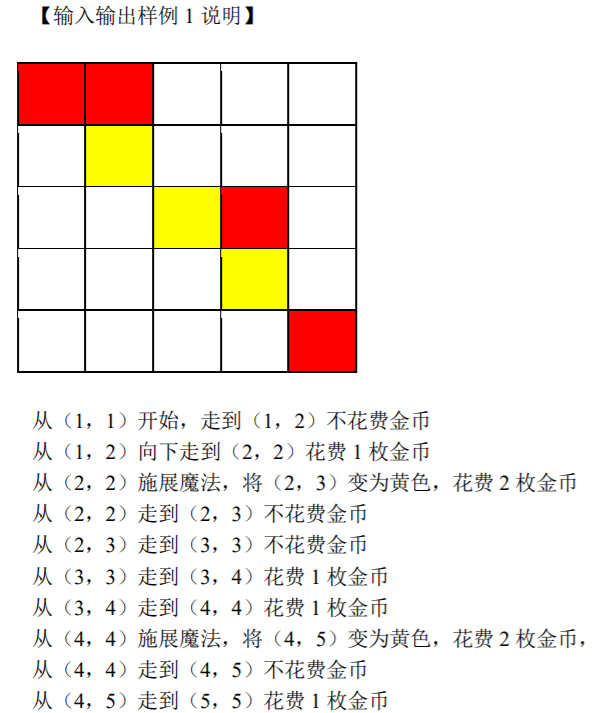 【输入输出样例 1 说明】
从（1，1）开始，走到（1，2）不花费金币
从（1，2）向下走到（2，2）花费 1 枚金币
从（2，2）施展魔法，将（2，3）变为黄色，花费 2 枚金币
从（2，2）走到（2，3）不花费金币
从（2，3）走到（3，3）不花费金币
从（3，3）走到（3，4）花费 1 枚金币
从（3，4）走到（4，4）花费 1 枚金币
从（4，4）施展魔法，将（4，5）变为黄色，花费 2 枚金币，
从（4，4）走到（4，5）不花费金币
从（4，5）走到（5，5）花费 1 枚金币